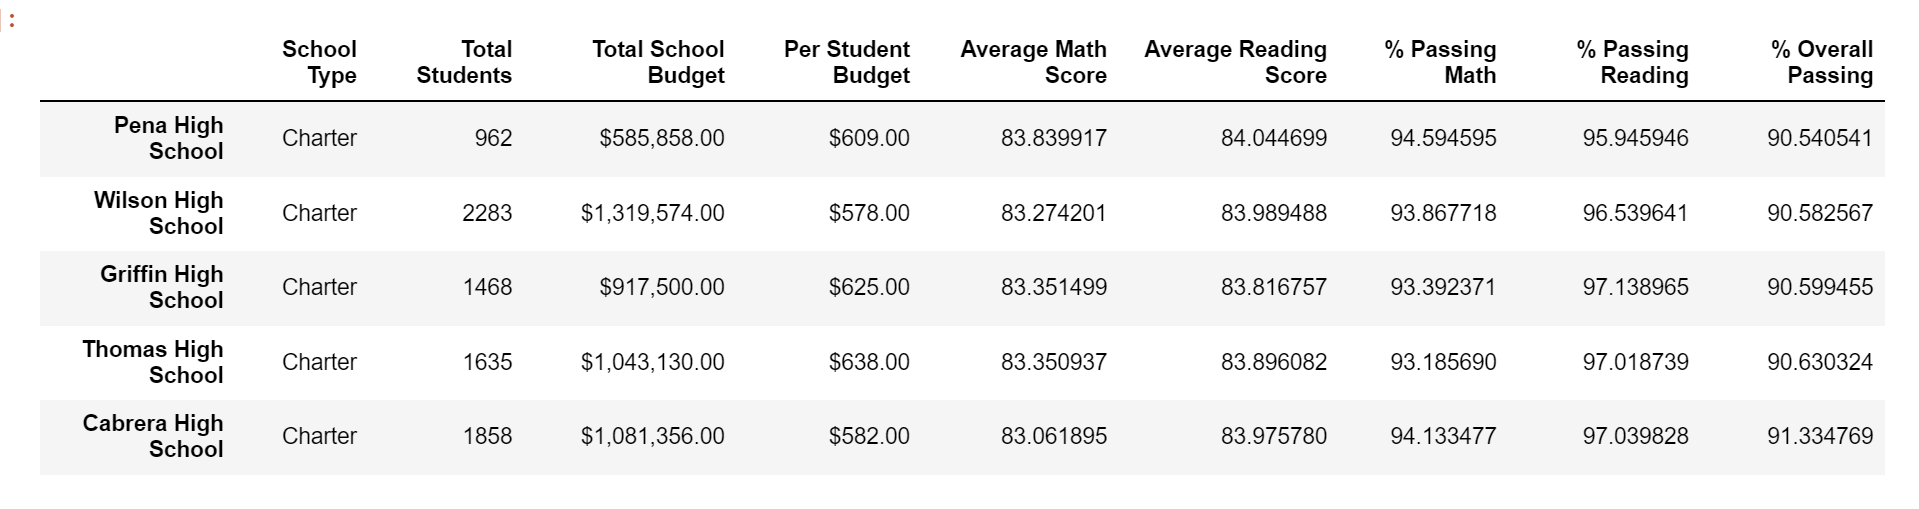 ]:
School Type Total Students Total School Budget Per Student Budget Average Math Score Average Reading Score % Passing Math % Passing Reading % Overall Passing
Pena High School Charter 962 $585,858.00 $609.00 83.839917 84.044699 94.594595 95.945946 90.540541
Wilson High School Charter 2283 $1,319,574.00 $578.00 83.274201 83.989488 93.867718 96.539641 90.582567
Griffin High School Charter 1468 $917,500.00 $625.00 83.351499 83.816757 93.392371 97.138965 90.599455
Thomas High School Charter 1635 $1,043,130.00 $638.00 83.350937 83.896082 93.185690 97.018739 90.630324
Cabrera High School Charter 1858 $1,081,356.00 $582.00 83.061895 83.975780 94.133477 97.039828 91.334769